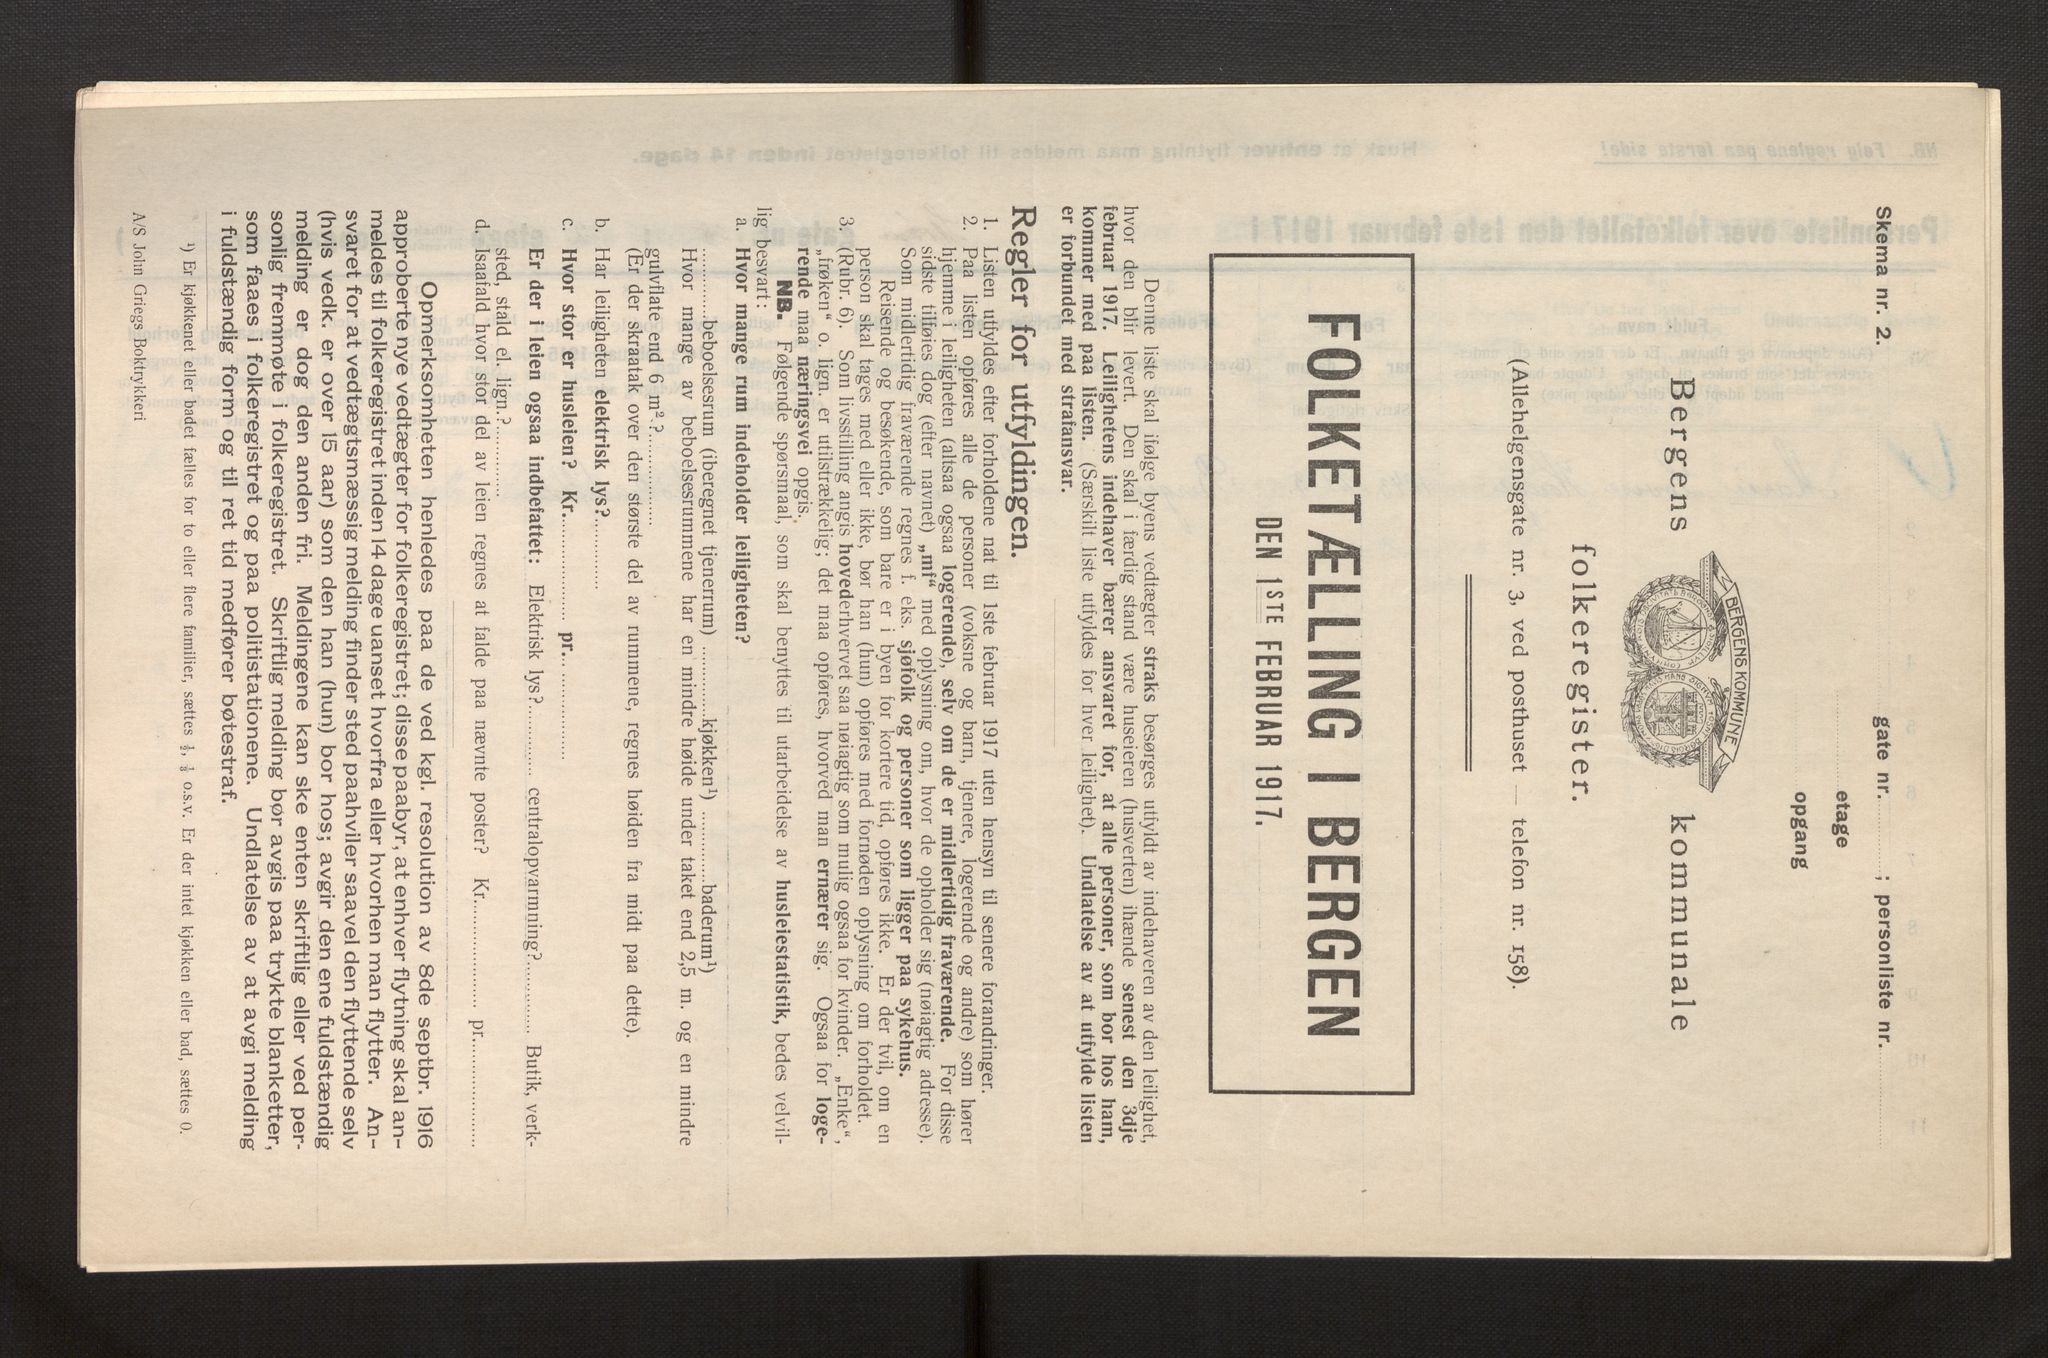 Skema nr. 2.
gate nr. ; personliste nr.
etage
opgang
Bergens kommunale
BERGENS KOMMUNE
folkeregister.
(Allehelgensgate nr. 3, ved posthuset — telefon nr. 158).
FOLKETÆLLING I BERGEN
DEN 1STE FEBRUAR 1917.
Denne liste skal ifølge byens vedtægter straks besørges utfyldt av indehaveren av den leilighet,
hvor den blir levert. Den skal i færdig stand være huseieren (husverten) ihænde senest den 3dje
februar 1917. Leilighetens indehaver bærer ansvaret for, at alle personer, som bor hos ham,
kommer med paa listen. (Særskilt liste utfyldes for hver leilighet). Undlatelse av at utfylde listen
er forbundet med strafansvar.
Regler for utfyldingen.
1. Listen utfyldes efter forholdene nat til 1ste februar 1917 uten hensyn til senere forandringer.
2. Paa listen opføres alle de personer (voksne og barn, tjenere, logerende og andre) som hører
hjemme i leiligheten (altsaa ogsaa logerende), selv om de er midlertidig fraværende. For disse
sidste tilføies dog (efter navnet) „mf“ med oplysning om, hvor de opholder sig (nøiagtig adresse).
Som midlertidig fraværende regnes f. eks. sjøfolk og personer som ligger paa sykehus.
Reisende og besøkende, som bare er i byen for kortere tid, opføres ikke. Er der tvil, om en
person skal tages med eller ikke, bør han (hun) opføres med fornøden oplysning om forholdet.
3. (Rubr. 6). Som livsstilling angis hovederhvervet saa nøiagtig som mulig ogsaa for kvinder. „Enke“,
„frøken“ o. lign. er utilstrækkelig; det maa opføres, hvorved man ernærer sig. Ogsaa for loge-
rende maa næringsvei opgis.
NB. Følgende spørsmaal, som skal benyttes til utarbeidelse av husleiestatistik, bedes velvil-
lig besvart:
a. Hvor mange rum indeholder leiligheten?
............beboelsesrum (iberegnet tjenerrum) ............kjøkken¹) ............baderum¹)
Hvor mange av beboelsesrummene har en mindre høide under taket end 2,5 m. og en mindre
gulvflate end 6 m²?............
(Er der skraatak over den største del av rummene, regnes høiden fra midt paa dette).
b. Har leiligheten elektrisk lys?............
c. Hvor stor er husleien? Kr.................. pr. ..................
Er der i leien ogsaa indbefattet: Elektrisk lys?............ centralopvarmning?............ Butik, verk-
sted, stald el. lign.?............
d. Isaafald hvor stor del av leien regnes at falde paa nævnte poster? Kr.................. pr..................
Opmerksomheten henledes paa de ved kgl. resolution av 8de septbr. 1916
approberte nye vedtægter for folkeregistret; disse paabyr, at enhver flytning skal an-
meldes til folkeregistret inden 14 dage uanset hvorfra eller hvorhen man flytter. An-
svaret for at vedtægtsmæssig melding finder sted paahviler saavel den flyttende selv
(hvis vedk. er over 15 aar) som den han (hun) bor hos; avgir den ene fuldstændig
melding er dog den anden fri. Meldingene kan ske enten skriftlig eller ved per-
sonlig fremmøte i folkeregistret. Skriftlig melding bør avgis paa trykte blanketter,
som faaes i folkeregistret og paa politistationene. Undlatelse av at avgi melding
i fuldstændig form og til ret tid medfører bøtestraf.
¹) Er kjøkkenet eller badet fælles for to eller flere familier, sættes ½, ⅓ o.s.v. Er der intet kjøkken eller bad, sættes 0.
A/S John Griegs Boktrykkeri